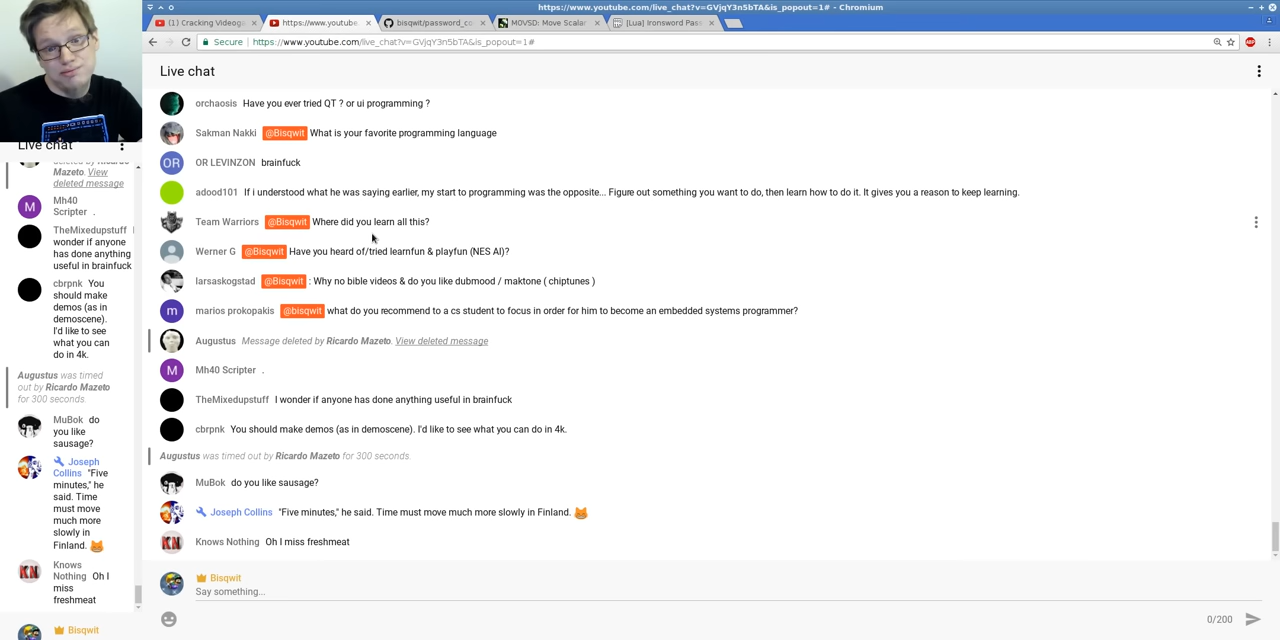 https://www.youtube.com/live_chat?v=GVjqY3n5bTA&is_popout=1# - Chromium
(1) Cracking Videog
https://www.youtube.
bisqwit/password_co
MOVSD: Move Scalar
[Lua] Ironsword Pas
Secure
https://www.youtube.com/live_chat?v=GVjqY3n5bTA&is_popout=1#
ABP
Live chat
orchaosis Have you ever tried QT ? or ui programming ?
Sakman Nakki @Bisqwit What is your favorite programming language
OR
OR LEVINZON brainfuck
adood101 If i understood what he was saying earlier, my start to programming was the opposite... Figure out something you want to do, then learn how to do it. It gives you a reason to keep learning.
Team Warriors @Bisqwit Where did you learn all this?
Werner G @Bisqwit Have you heard of/tried learnfun & playfun (NES AI)?
larsaskogstad @Bisqwit : Why no bible videos & do you like dubmood / maktone ( chiptunes )
m
marios prokopakis @bisqwit what do you recommend to a cs student to focus in order for him to become an embedded systems programmer?
Augustus Message deleted by Ricardo Mazeto. View deleted message
M
Mh40 Scripter .
TheMixedupstuff I wonder if anyone has done anything useful in brainfuck
cbrpnk You should make demos (as in demoscene). I'd like to see what you can do in 4k.
Augustus was timed out by Ricardo Mazeto for 300 seconds.
MuBok do you like sausage?
Joseph Collins "Five minutes," he said. Time must move much more slowly in Finland.
Knows Nothing Oh I miss freshmeat
Bisqwit
Say something...
0/200
Live chat
deleted by Ricardo
Mazeto. View
deleted message
M
Mh40
Scripter .
TheMixedupstuff I
wonder if anyone
has done anything
useful in brainfuck
cbrpnk You
should make
demos (as in
demoscene).
I'd like to see
what you can
do in 4k.
Augustus was timed
out by Ricardo Mazeto
for 300 seconds.
MuBok do
you like
sausage?
Joseph
Collins "Five
minutes," he
said. Time
must move
much more
slowly in
Finland.
Knows
Nothing Oh I
miss
freshmeat
Bisqwit